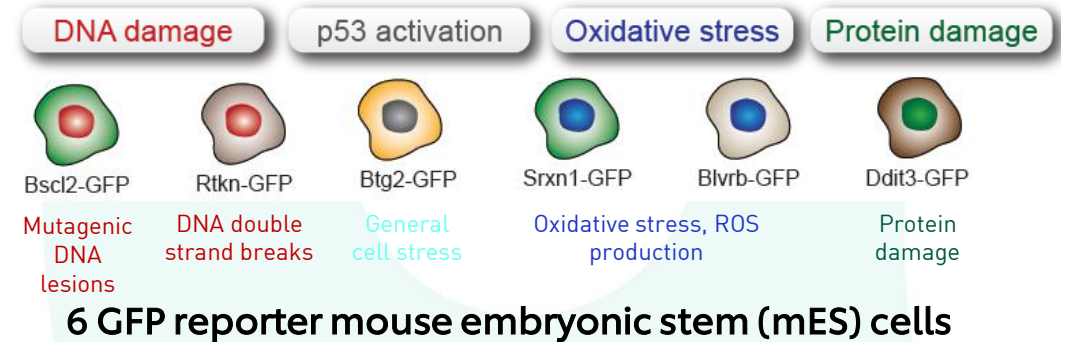 DNA damage
p53 activation
Oxidative stress
Protein damage
Bscl2-GFP
Rtkn-GFP
Btg2-GFP
Srxn1-GFP
Blvrb-GFP
Ddit3-GFP
Mutagenic
DNA
lesions
DNA double
strand breaks
General
cell stress
Oxidative stress, ROS
production
Protein
damage
6 GFP reporter mouse embryonic stem (mES) cells